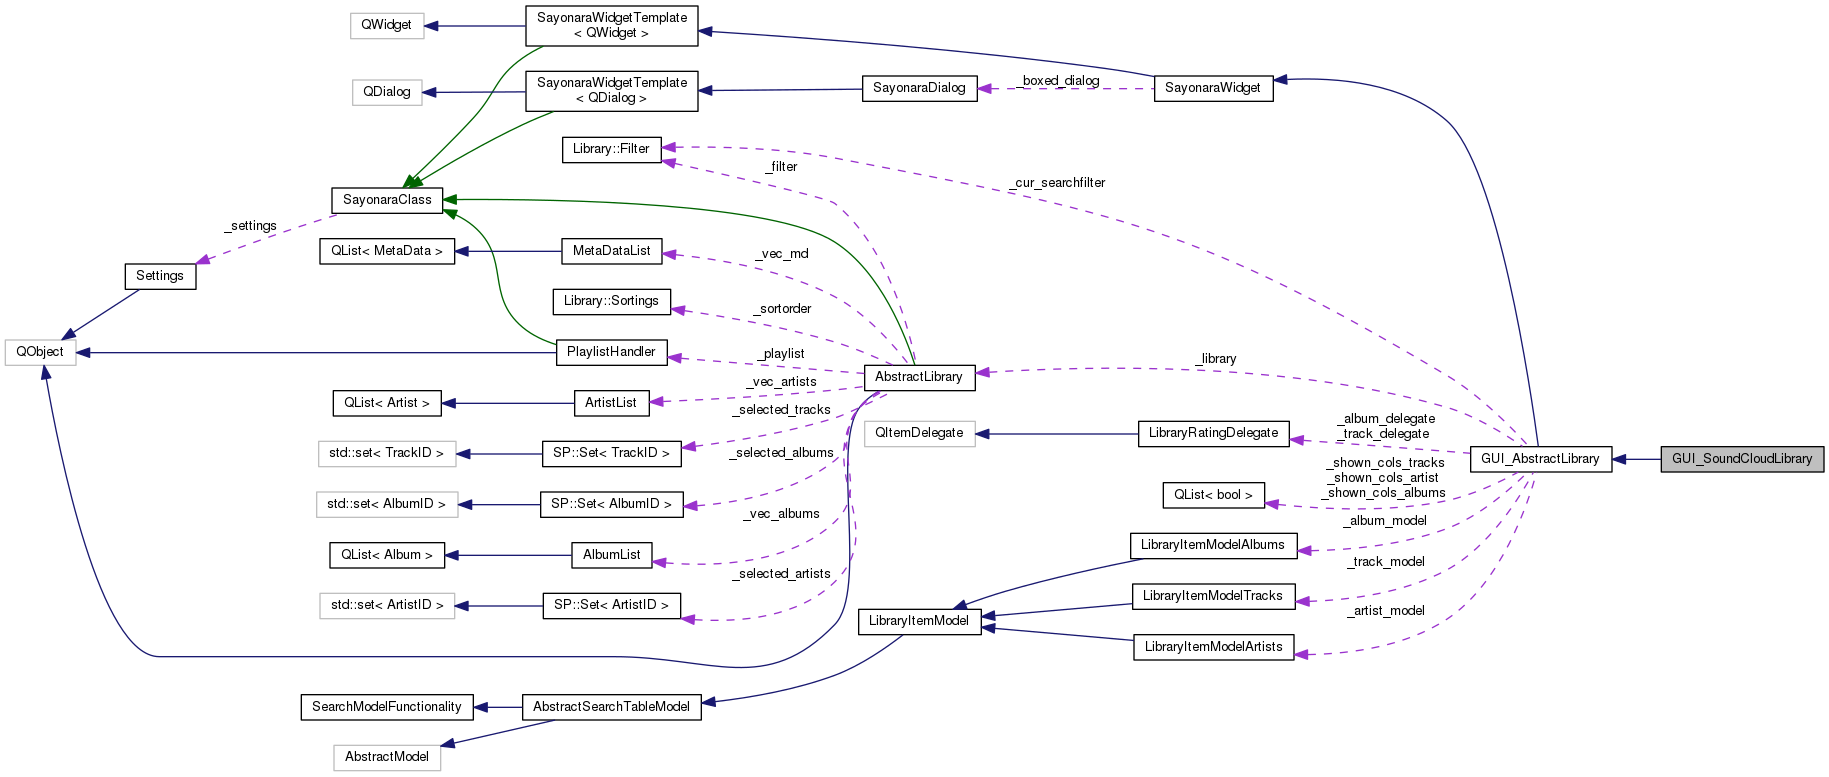 QWidget
SayonaraWidgetTemplate
< QWidget >
QDialog
SayonaraWidgetTemplate
< QDialog >
SayonaraDialog
_boxed_dialog
SayonaraWidget
Library::Filter
_filter
_cur_searchfilter
SayonaraClass
_settings
QList< MetaData >
MetaDataList
_vec_md
Settings
Library::Sortings
_sortorder
QObject
PlaylistHandler
_playlist
AbstractLibrary
_library
QList< Artist >
ArtistList
_vec_artists
_selected_tracks
QItemDelegate
LibraryRatingDelegate
_album_delegate
_track_delegate
std::set< TrackID >
SP::Set< TrackID >
_selected_albums
GUI_AbstractLibrary
GUI_SoundCloudLibrary
QList< bool >
_shown_cols_tracks
_shown_cols_artist
_shown_cols_albums
std::set< AlbumID >
SP::Set< AlbumID >
_vec_albums
_album_model
QList< Album >
AlbumList
LibraryItemModelAlbums
_selected_artists
_track_model
std::set< ArtistID >
SP::Set< ArtistID >
LibraryItemModelTracks
_artist_model
LibraryItemModel
LibraryItemModelArtists
SearchModelFunctionality
AbstractSearchTableModel
AbstractModel